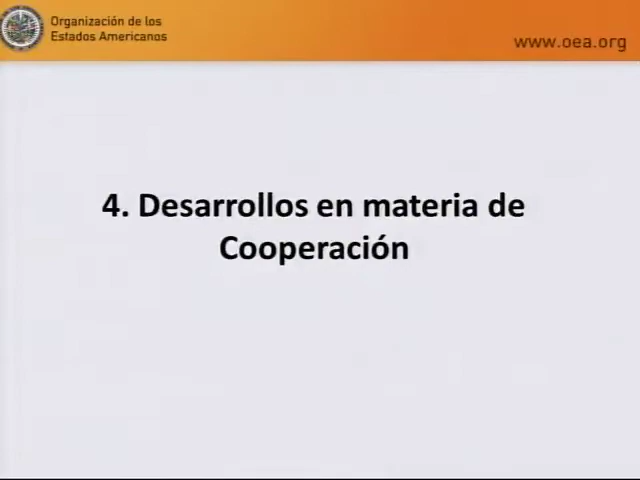 Organización de los
Estados Americanos
www.oea.org
4. Desarrollos en materia de
Cooperación